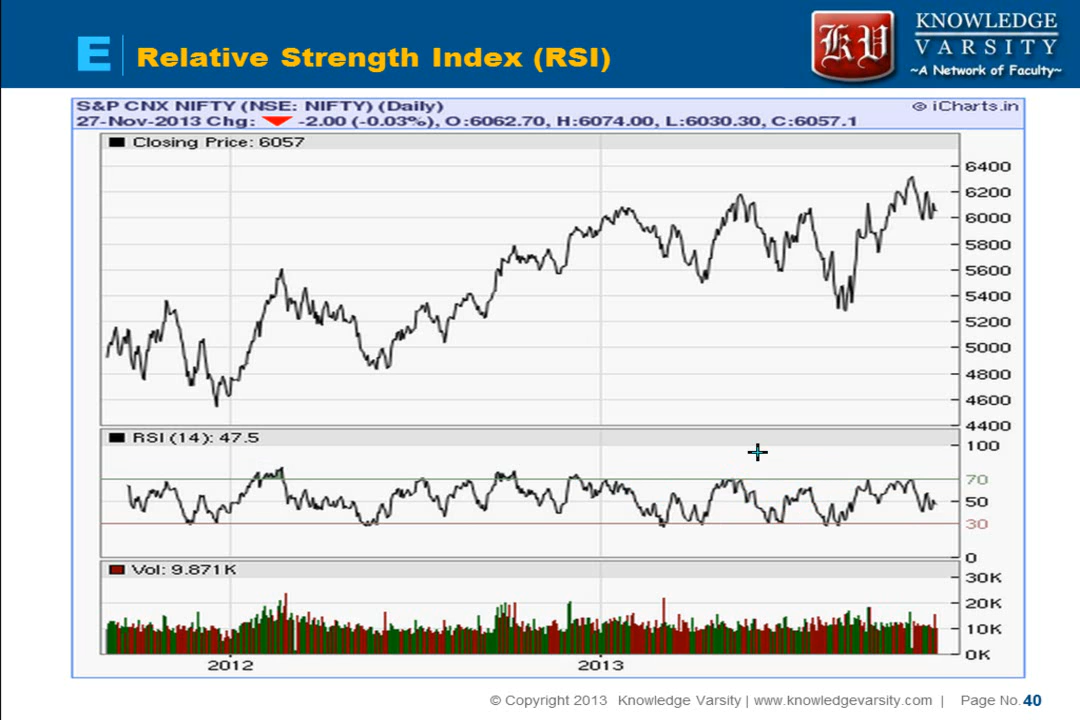 E Relative Strength Index (RSI)
KV KNOWLEDGE
VARSITY
~A Network of Faculty~
S&P CNX NIFTY (NSE: NIFTY) (Daily) © iCharts.in
27-Nov-2013 Chg: -2.00 (-0.03%), O:6062.70, H:6074.00, L:6030.30, C:6057.1
Closing Price: 6057
6400
6200
6000
5800
5600
5400
5200
5000
4800
4600
4400
RSI (14): 47.5
100
70
50
30
0
Vol: 9.871K
30K
20K
10K
0K
2012 2013
© Copyright 2013 Knowledge Varsity | www.knowledgevarsity.com | Page No. 40